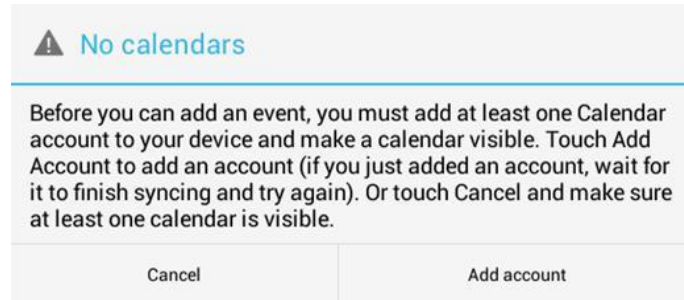 No calendars
Before you can add an event, you must add at least one Calendar
account to your device and make a calendar visible. Touch Add
Account to add an account (if you just added an account, wait for
it to finish syncing and try again). Or touch Cancel and make sure
at least one calendar is visible.
Cancel
Add account